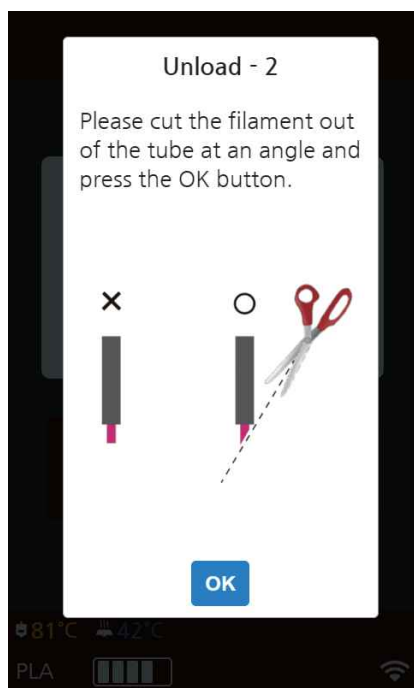 Unload - 2
Please cut the filament out
of the tube at an angle and
press the OK button.
OK
81°C 42°C
PLA